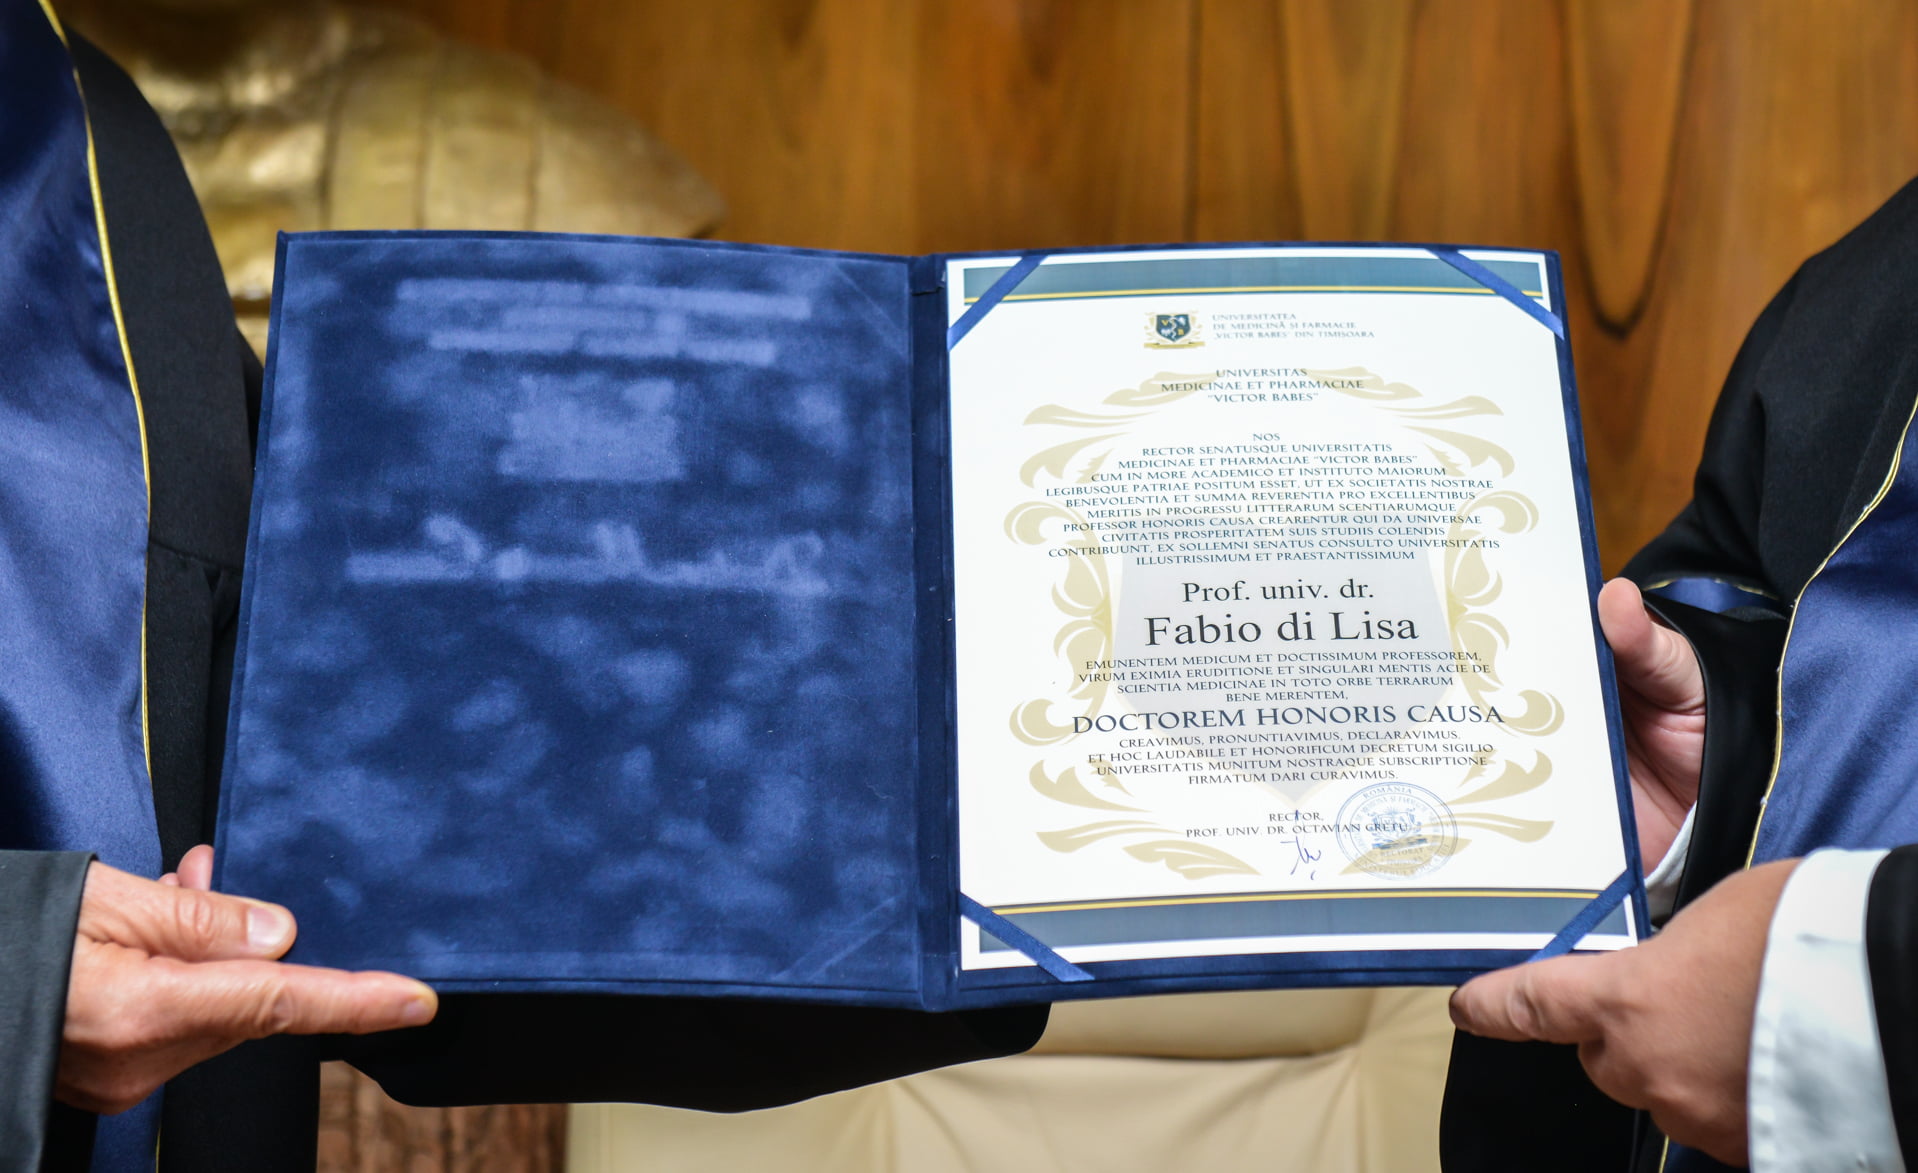 UNIVERSITATEA
DE MEDICINĂ ȘI FARMACIE
„VICTOR BABEȘ” DIN TIMIȘOARA
UNIVERSITAS
MEDICINAE ET PHARMACIAE
“VICTOR BABES”
NOS
RECTOR SENATUSQUE UNIVERSITATIS
MEDICINAE ET PHARMACIAE “VICTOR BABES”
CUM IN MORE ACADEMICO ET INSTITUTO MAIORUM
LEGIBUSQUE PATRIAE POSITUM ESSET, UT EX SOCIETATIS NOSTRAE
BENEVOLENTIA ET SUMMA REVERENTIA PRO EXCELLENTIBUS
MERITIS IN PROGRESSU LITTERARUM SCENTIARUMQUE
PROFESSOR HONORIS CAUSA CREARENTUR QUI DA UNIVERSAE
CIVITATIS PROSPERITATEM SUIS STUDIIS COLENDIS
CONTRIBUUNT, EX SOLLEMNI SENATUS CONSULTO UNIVERSITATIS
ILLUSTRISSIMUM ET PRAESTANTISSIMUM
Prof. univ. dr.
Fabio di Lisa
EMUNENTEM MEDICUM ET DOCTISSIMUM PROFESSOREM,
VIRUM EXIMIA ERUDITIONE ET SINGULARI MENTIS ACIE DE
SCIENTIA MEDICINAE IN TOTO ORBE TERRARUM
BENE MERENTEM,
DOCTOREM HONORIS CAUSA
CREAVIMUS, PRONUNTIAVIMUS, DECLARAVIMUS.
ET HOC LAUDABILE ET HONORIFICUM DECRETUM SIGILIO
UNIVERSITATIS MUNITUM NOSTRAQUE SUBSCRIPTIONE
FIRMATUM DARI CURAVIMUS.
RECTOR,
PROF. UNIV. DR. OCTAVIAN CREȚU
ROMÂNIA
RECTORAT